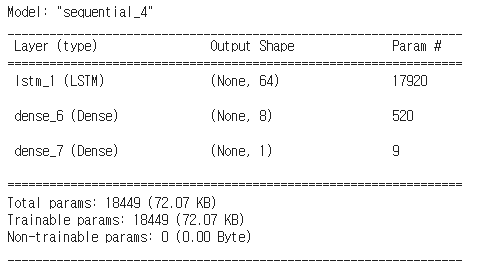 Model: "sequential_4"
_________________________________________________________________
Layer (type) Output Shape Param #
=================================================================
lstm_1 (LSTM) (None, 64) 17920
dense_6 (Dense) (None, 8) 520
dense_7 (Dense) (None, 1) 9
=================================================================
Total params: 18449 (72.07 KB)
Trainable params: 18449 (72.07 KB)
Non-trainable params: 0 (0.00 Byte)
_________________________________________________________________